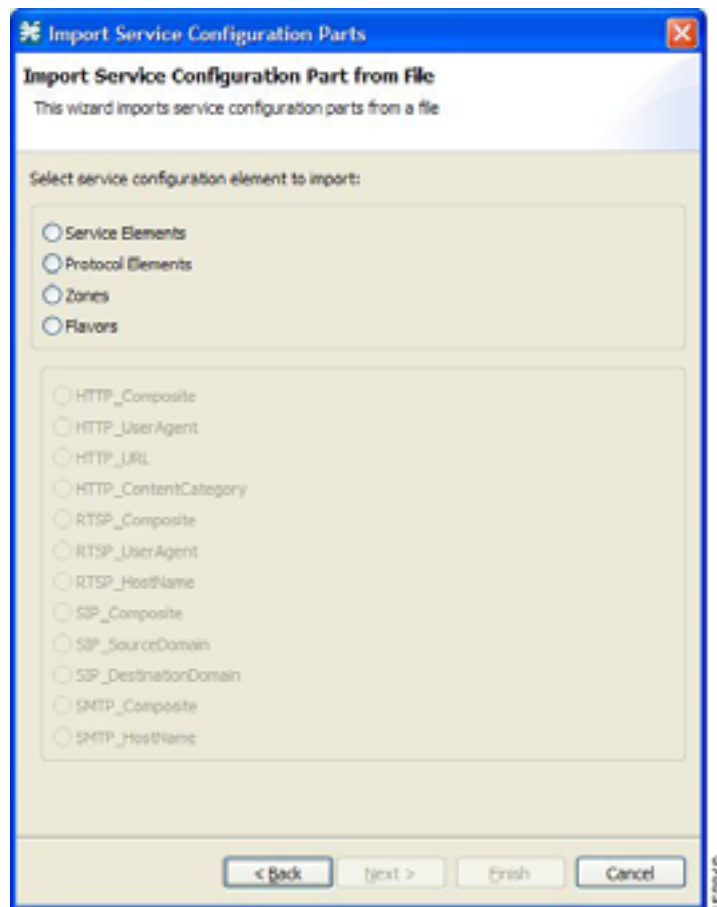 Import Service Configuration Parts
Import Service Configuration Part from File
This wizard imports service configuration parts from a file
Select service configuration element to import:
Service Elements
Protocol Elements
Zones
Flavors
HTTP_Composite
HTTP_UserAgent
HTTP_URL
HTTP_ContentCategory
RTSP_Composite
RTSP_UserAgent
RTSP_HostName
SIP_Composite
SIP_SourceDomain
SIP_DestinationDomain
SMTP_Composite
SMTP_HostName
< Back
Next >
Finish
Cancel